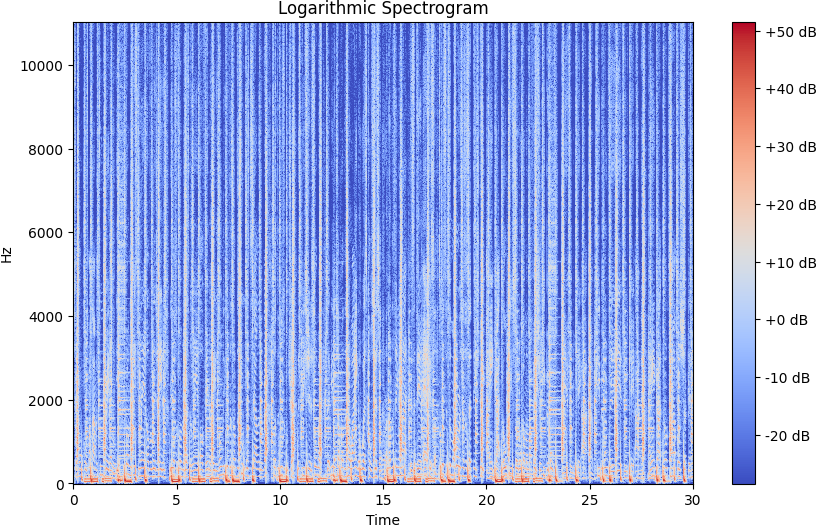 Logarithmic Spectrogram
Hz
10000
8000
6000
4000
2000
0
0 5 10 15 20 25 30
Time
+50 dB
+40 dB
+30 dB
+20 dB
+10 dB
+0 dB
-10 dB
-20 dB